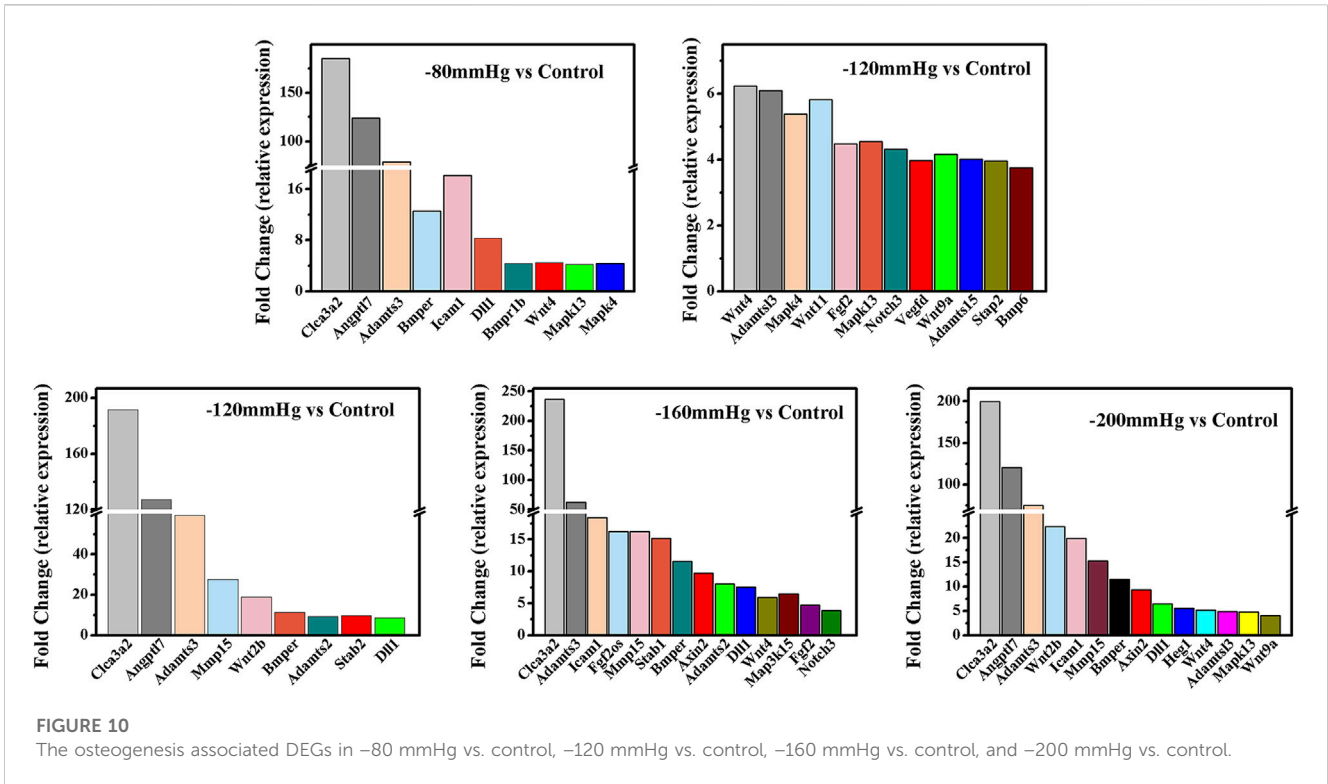 -80mmHg vs Control
Fold Change (relative expression)
150
100
16
8
0
Clca3a2
Angptl7
Adamts3
Bmper
Icam1
Dll1
Bmpr1b
Wnt4
Mapk13
Mapk4
-120mmHg vs Control
Fold Change (relative expression)
6
4
2
0
Wnt4
Adamtsl3
Mapk4
Wnt11
Fgf2
Mapk13
Notch3
Vegfd
Wnt9a
Adamts15
Stap2
Bmp6
-120mmHg vs Control
Fold Change (relative expression)
200
160
120
40
20
0
Clca3a2
Angptl7
Adamts3
Mmp15
Wnt2b
Bmper
Adamts2
Stab2
Dll1
-160mmHg vs Control
Fold Change (relative expression)
250
200
150
100
50
15
10
5
0
Clca3a2
Adamts3
Icam1
Fgf2os
Mmp15
Stab1
Bmper
Axin2
Adamts2
Dll1
Wnt4
Map3k15
Fgf2
Notch3
-200mmHg vs Control
Fold Change (relative expression)
200
150
100
20
15
10
5
0
Clca3a2
Angptl7
Adamts3
Wnt2b
Icam1
Mmp15
Bmper
Axin2
Dll1
Heg1
Wnt4
Adamtsl3
Mapk13
Wnt9a
FIGURE 10
The osteogenesis associated DEGs in –80 mmHg vs. control, –120 mmHg vs. control, –160 mmHg vs. control, and –200 mmHg vs. control.